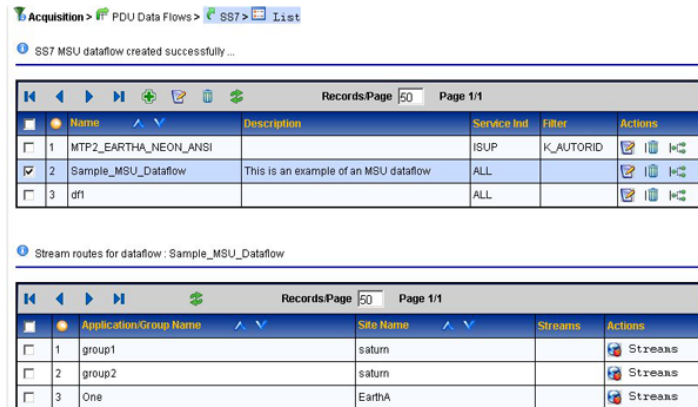 Acquisition > PDU Data Flows > SS7 > List
SS7 MSU dataflow created successfully ...
Records/Page 50 Page 1/1
Name Description Service Ind Filter Actions
1 MTP2_EARTHA_NEON_ANSI ISUP K_AUTORID
2 Sample_MSU_Dataflow This is an example of an MSU dataflow ALL
3 df1 ALL
Stream routes for dataflow : Sample_MSU_Dataflow
Records/Page 50 Page 1/1
Application/Group Name Site Name Streams Actions
1 group1 saturn Streams
2 group2 saturn Streams
3 One EarthA Streams